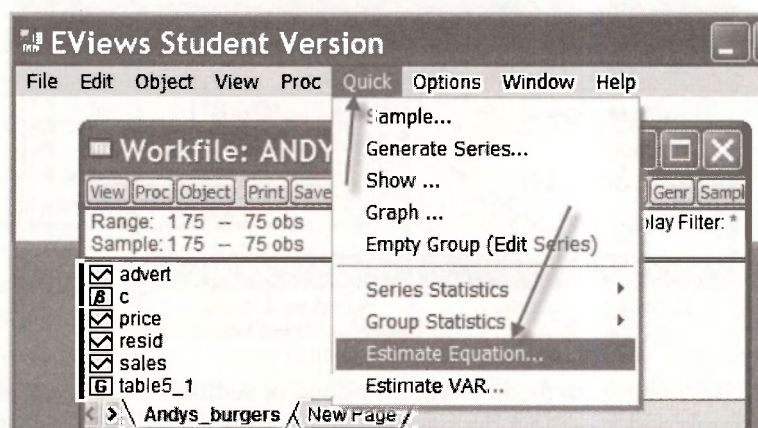 EViews Student Version
File Edit Object View Proc Quick Options Window Help
Sample...
Generate Series...
Show ...
Graph ...
Empty Group (Edit Series)
Series Statistics
Group Statistics
Estimate Equation...
Estimate VAR...
Workfile: ANDY
View Proc Object Print Save Genr Sampl
Range: 1 75 -- 75 obs
Sample: 1 75 -- 75 obs
lay Filter: *
advert
β c
price
resid
sales
G table5_1
Andys_burgers New Page